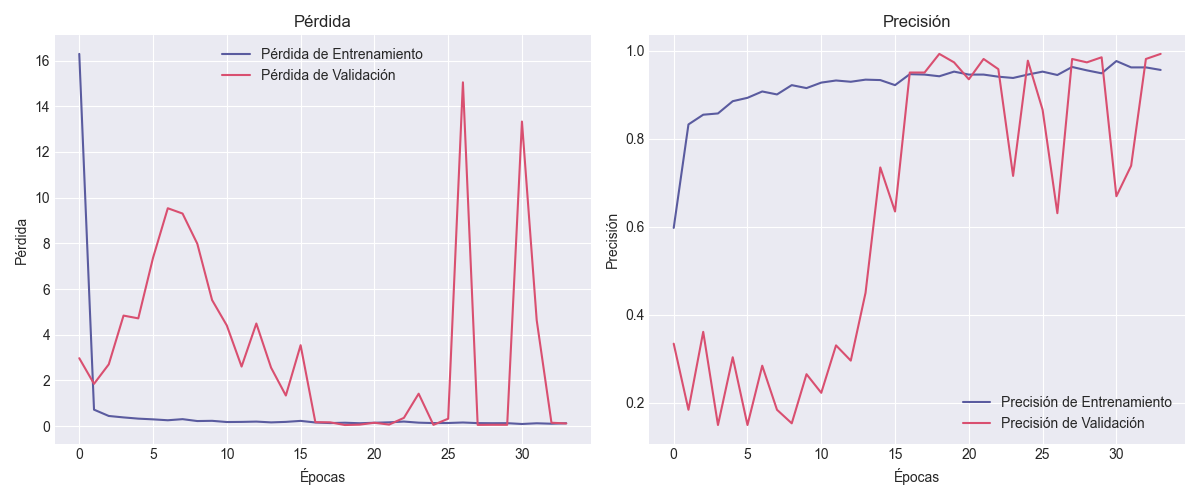 Pérdida
Pérdida de Entrenamiento
Pérdida de Validación
16
14
12
10
8
6
4
2
0
Pérdida
0 5 10 15 20 25 30
Épocas
Precisión
1.0
0.8
0.6
0.4
0.2
Precisión
Precisión de Entrenamiento
Precisión de Validación
0 5 10 15 20 25 30
Épocas